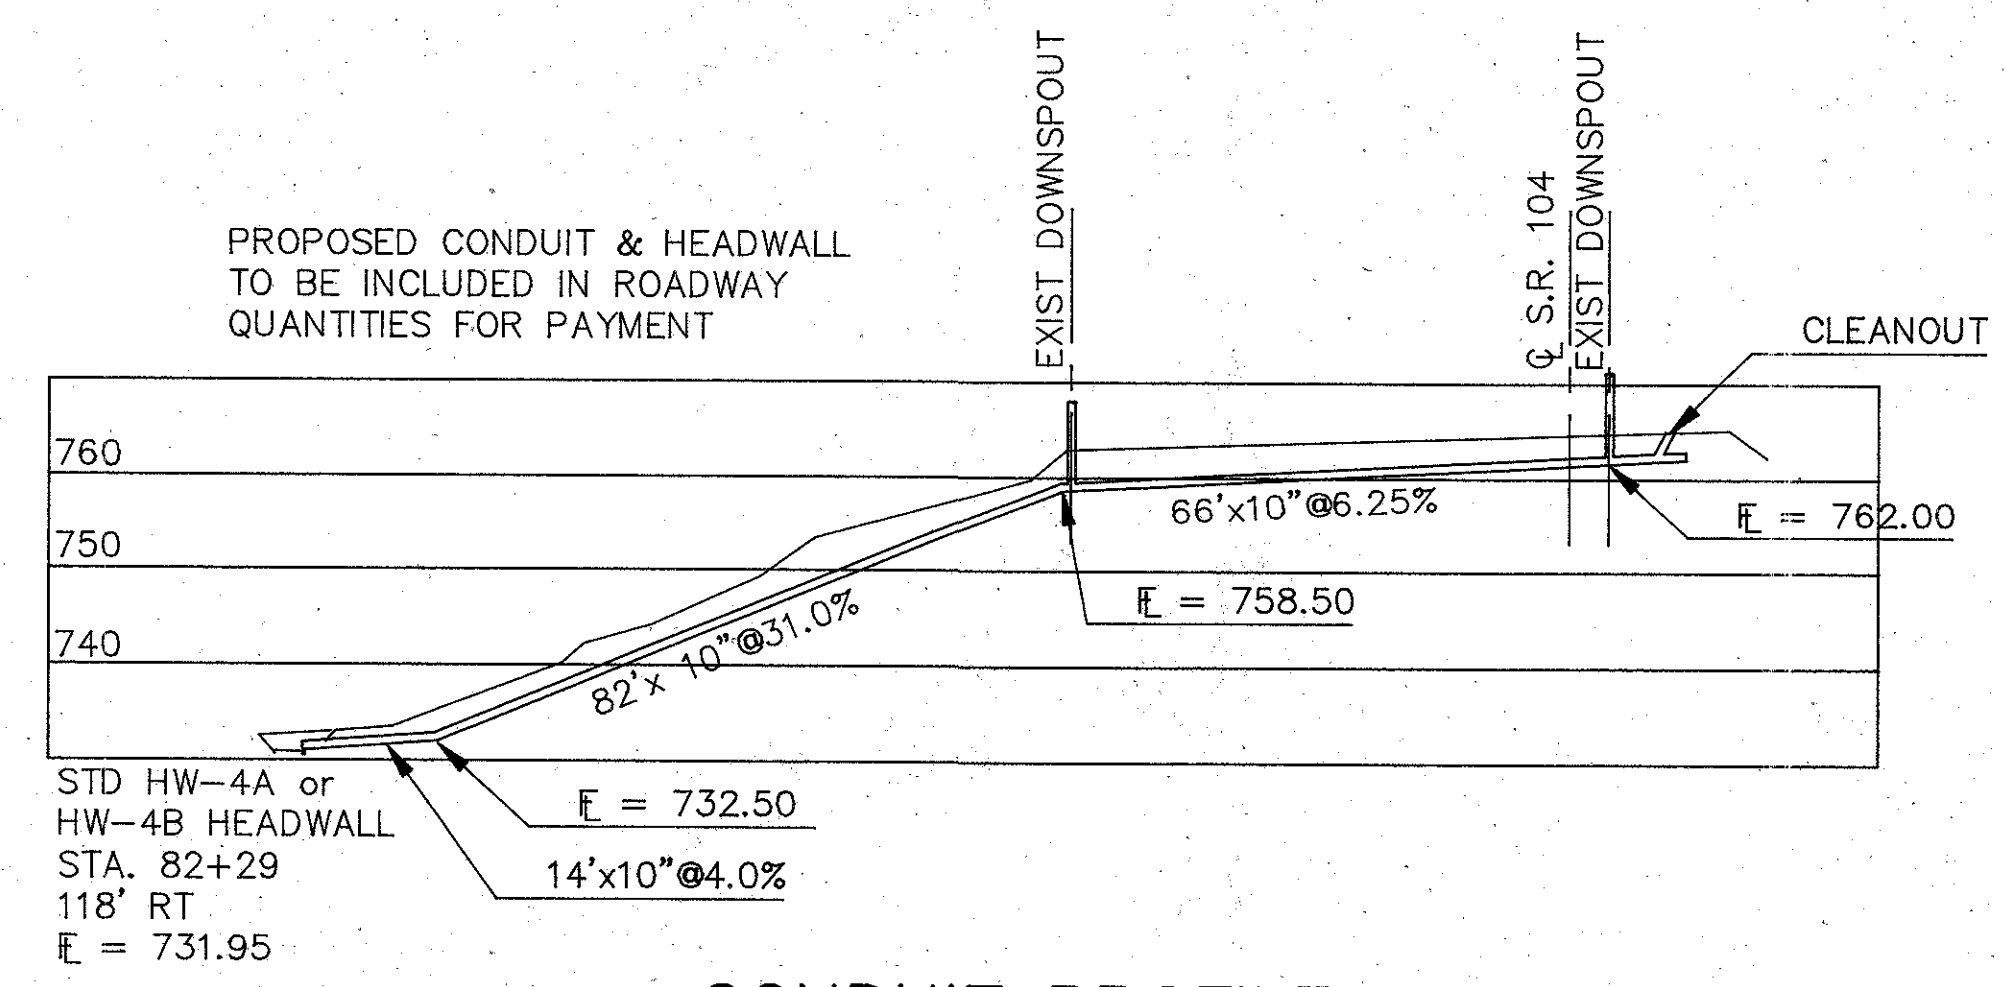 EXIST DOWNSPOUT
℄ S.R. 104
EXIST DOWNSPOUT
PROPOSED CONDUIT & HEADWALL
TO BE INCLUDED IN ROADWAY
QUANTITIES FOR PAYMENT
CLEANOUT
760
66'x10"@6.25%
FL = 762.00
750
FL = 758.50
740
82'x 10"@31.0%
STD HW-4A or
HW-4B HEADWALL
STA. 82+29
118' RT
FL = 731.95
FL = 732.50
14'x10"@4.0%